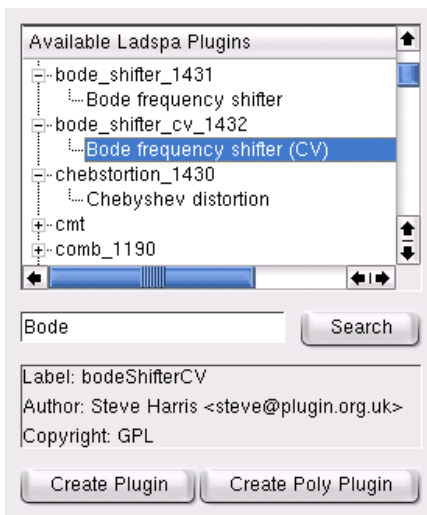 Available Ladspa Plugins
bode_shifter_1431
Bode frequency shifter
bode_shifter_cv_1432
Bode frequency shifter (CV)
chebstortion_1430
Chebyshev distortion
cmt
comb_1190
Bode
Search
Label: bodeShifterCV
Author: Steve Harris <steve@plugin.org.uk>
Copyright: GPL
Create Plugin
Create Poly Plugin